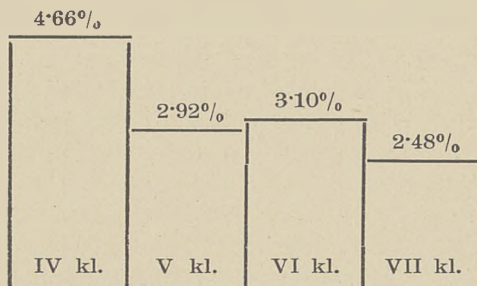 4·66%
2·92%
3·10%
2·48%
IV kl.
V kl.
VI kl.
VII kl.